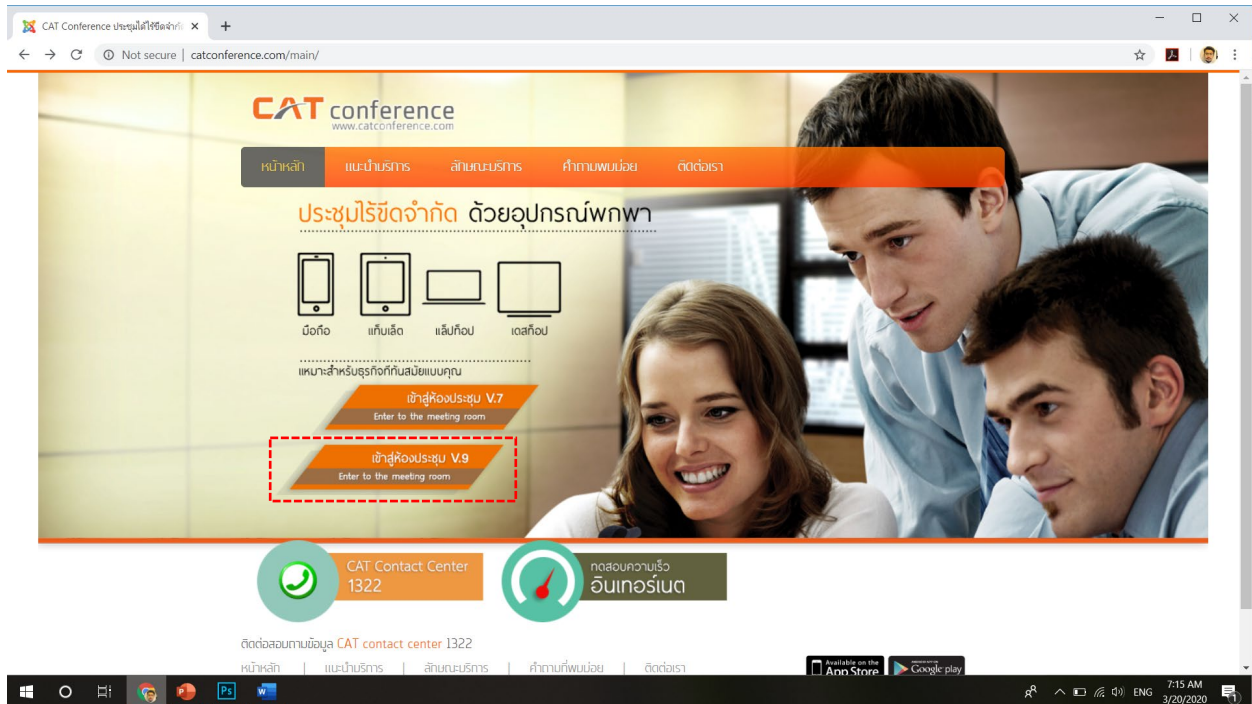 CAT Conference ประชุมได้ไร้ขีดจำกั
Not secure | catconference.com/main/
CAT conference
www.catconference.com
หน้าหลัก แนะนำบริการ ลักษณะบริการ คำถามพบบ่อย ติดต่อเรา
ประชุมไร้ขีดจำกัด ด้วยอุปกรณ์พกพา
มือถือ แท็บเล็ต แล็ปท็อป เดสก็อป
เหมาะสำหรับธุรกิจที่ทันสมัยแบบคุณ
เข้าสู่ห้องประชุม V.7
Enter to the meeting room
เข้าสู่ห้องประชุม V.9
Enter to the meeting room
CAT Contact Center
1322
ทดสอบความเร็ว
อินเทอร์เนต
ติดต่อสอบถามข้อมูล CAT contact center 1322
หน้าหลัก | แนะนำบริการ | ลักษณะบริการ | คำถามที่พบบ่อย | ติดต่อเรา
Available on the
App Store
Google play
Ps
ENG
7:15 AM
3/20/2020
1